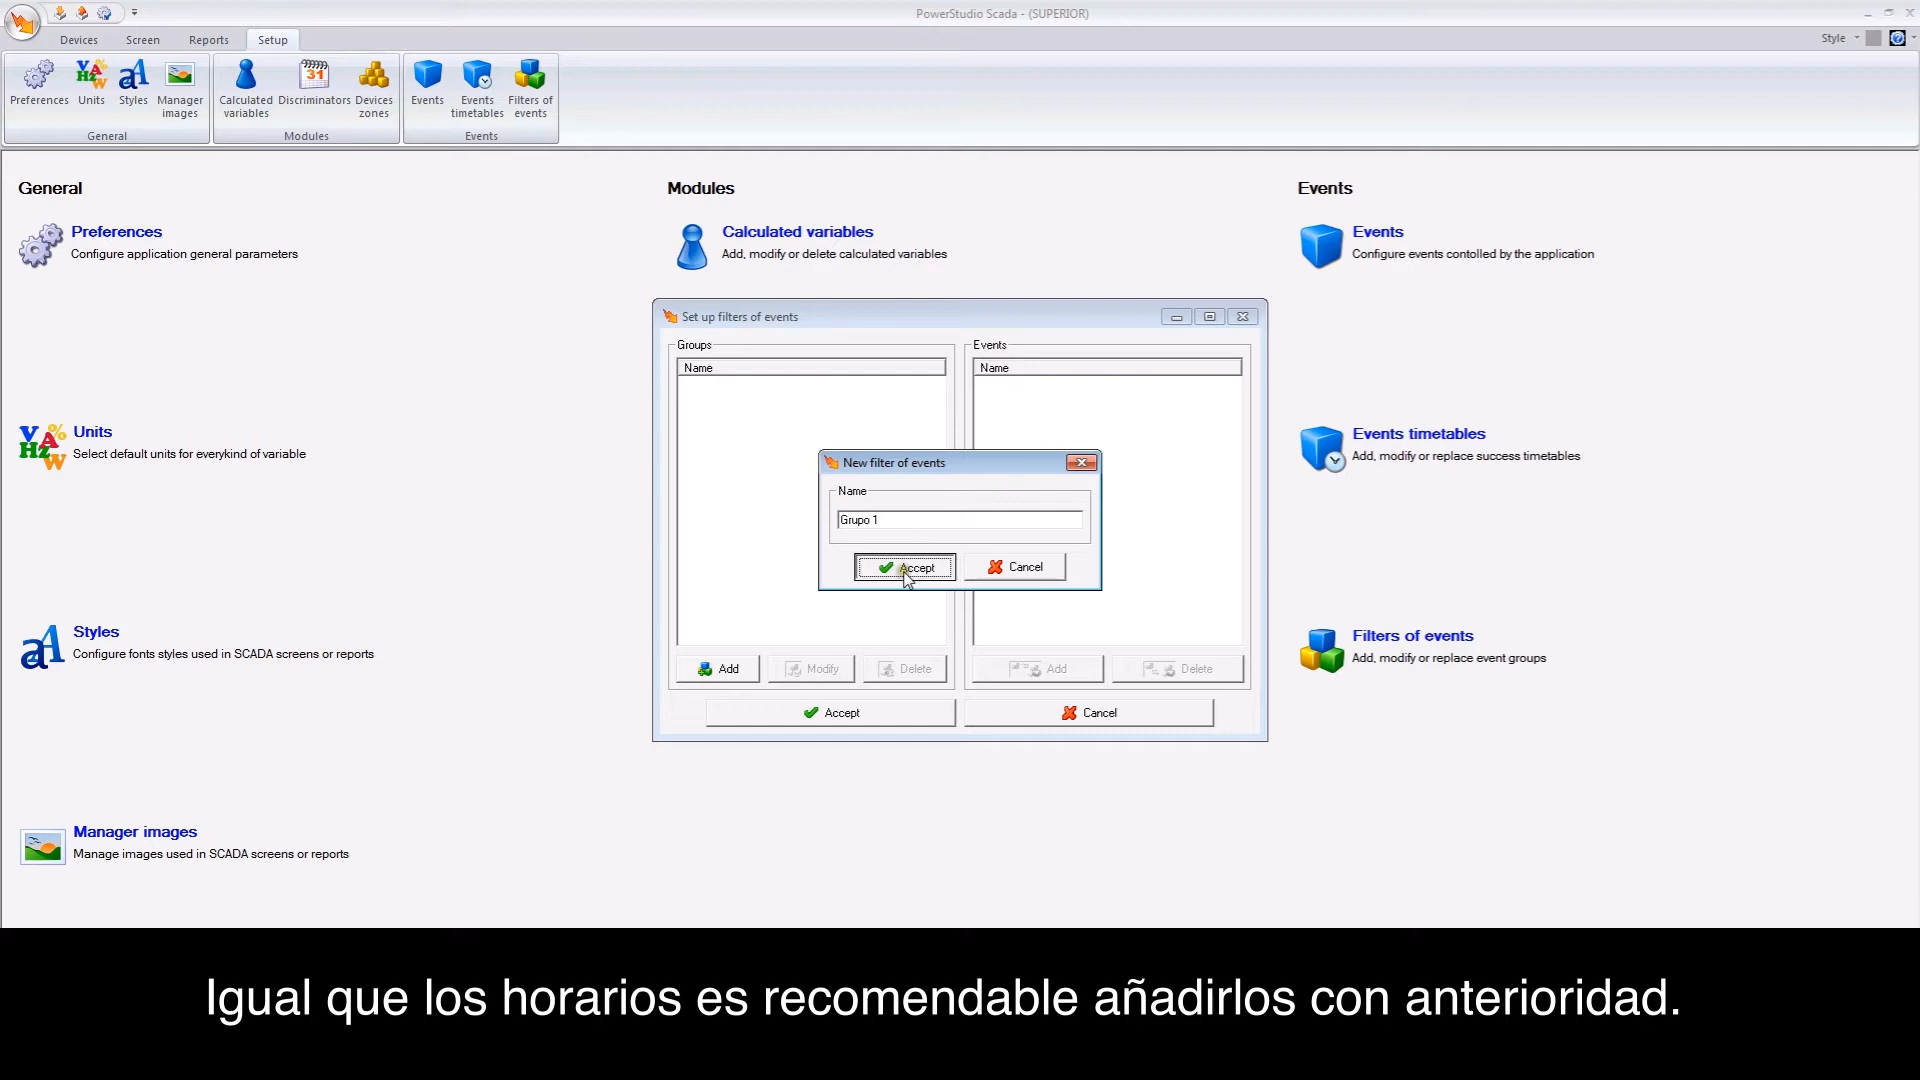 PowerStudio Scada - (SUPERIOR)
Devices
Screen
Reports
Setup
Style
Preferences
Units
Styles
Manager
images
General
Calculated
variables
Discriminators
31
Devices
zones
Modules
Events
Events
timetables
Filters of
events
Events
General
Preferences
Configure application general parameters
Units
Select default units for everykind of variable
Styles
Configure fonts styles used in SCADA screens or reports
Manager images
Manage images used in SCADA screens or reports
Modules
Calculated variables
Add, modify or delete calculated variables
Events
Events
Configure events contolled by the application
Events timetables
Add, modify or replace success timetables
Filters of events
Add, modify or replace event groups
Set up filters of events
Groups
Name
Events
Name
New filter of events
Name
Grupo 1
Accept
Cancel
Add
Modify
Delete
Add
Delete
Accept
Cancel
Igual que los horarios es recomendable añadirlos con anterioridad.